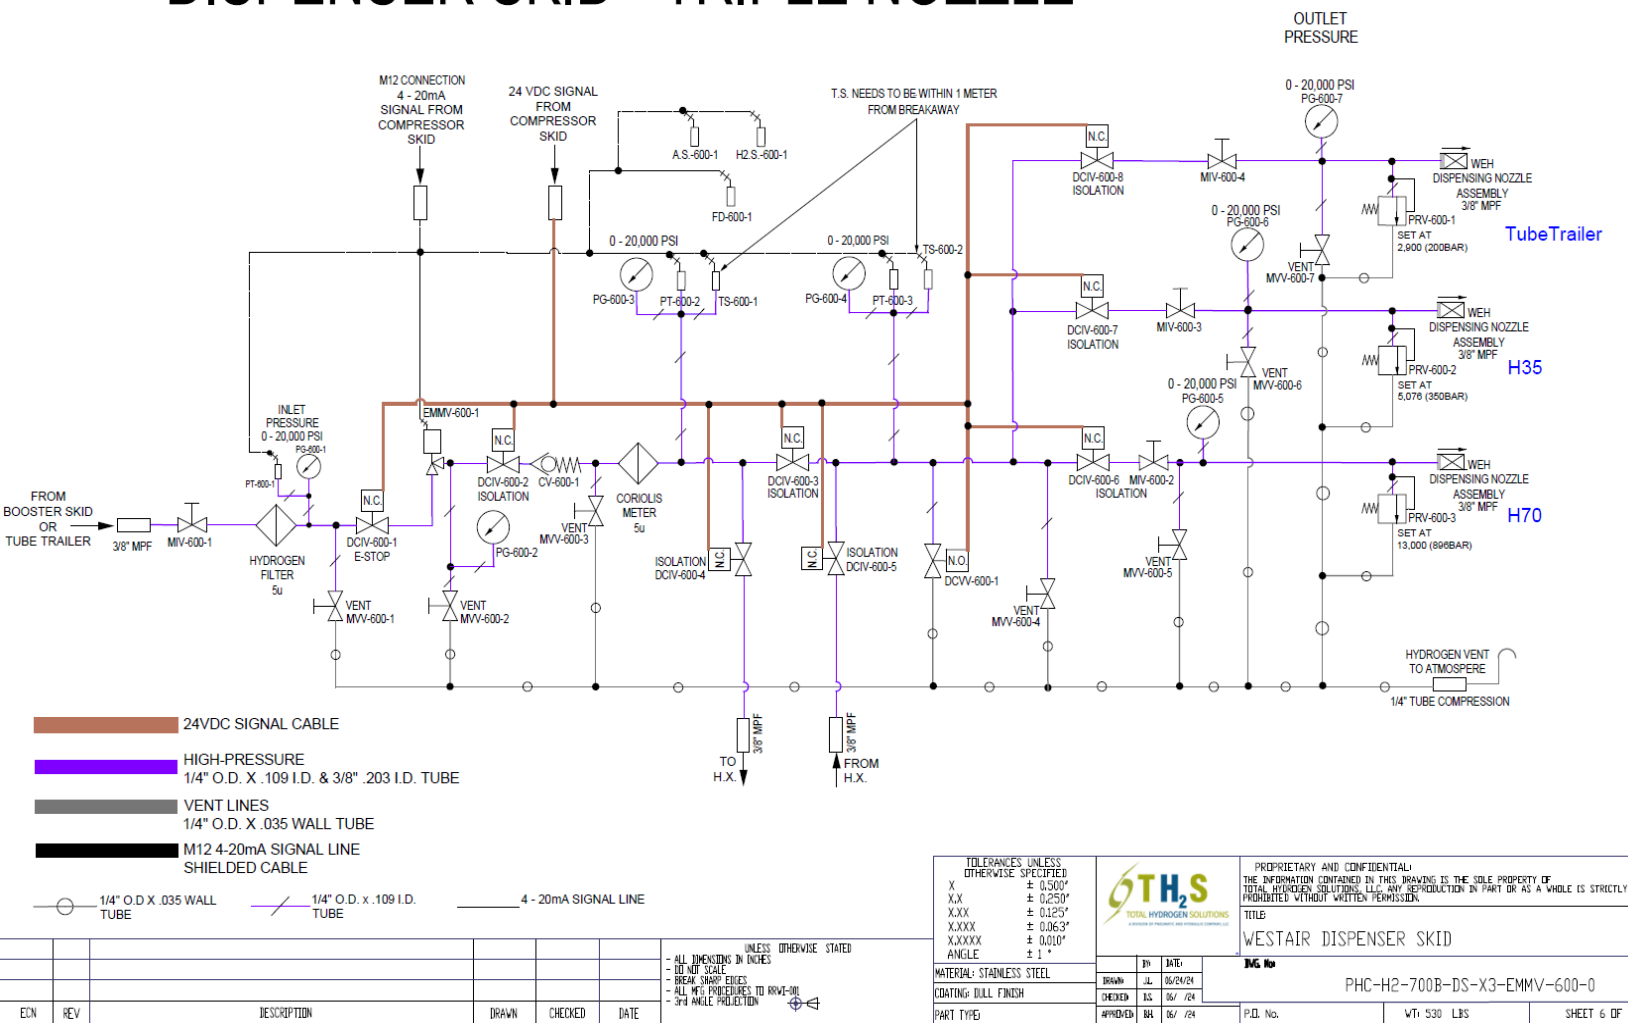 DISPENSER SKID - TRIPLE NOZZLE
OUTLET
PRESSURE
M12 CONNECTION
4 - 20mA
SIGNAL FROM
COMPRESSOR
SKID
24 VDC SIGNAL
FROM
COMPRESSOR
SKID
T.S. NEEDS TO BE WITHIN 1 METER
FROM BREAKAWAY
0 - 20,000 PSI
PG-600-7
A.S.-600-1
H2.S.-600-1
FD-600-1
N.C.
DCIV-600-8
ISOLATION
MIV-600-4
WEH
DISPENSING NOZZLE
ASSEMBLY
3/8" MPF
PRV-600-1
SET AT
2,900 (200BAR)
TubeTrailer
0 - 20,000 PSI
PG-600-6
VENT
MVV-600-7
0 - 20,000 PSI
PG-600-3
PT-600-2
TS-600-1
0 - 20,000 PSI
PG-600-4
PT-600-3
TS-600-2
N.C.
DCIV-600-7
ISOLATION
MIV-600-3
WEH
DISPENSING NOZZLE
ASSEMBLY
3/8" MPF
PRV-600-2
SET AT
5,076 (350BAR)
H35
VENT
MVV-600-6
0 - 20,000 PSI
PG-600-5
INLET
PRESSURE
0 - 20,000 PSI
PG-600-1
PT-600-1
EMMV-600-1
N.C.
DCIV-600-2
ISOLATION
CV-600-1
N.C.
DCIV-600-3
ISOLATION
N.C.
DCIV-600-6
ISOLATION
MIV-600-2
WEH
DISPENSING NOZZLE
ASSEMBLY
3/8" MPF
PRV-600-3
SET AT
13,000 (896BAR)
H70
FROM
BOOSTER SKID
OR
TUBE TRAILER
3/8" MPF
MIV-600-1
HYDROGEN
FILTER
5u
N.C.
DCIV-600-1
E-STOP
PG-600-2
VENT
MVV-600-3
CORIOLIS
METER
5u
ISOLATION
DCIV-600-4
N.C.
N.C.
ISOLATION
DCIV-600-5
N.O.
DCVV-600-1
VENT
MVV-600-5
VENT
MVV-600-1
VENT
MVV-600-2
VENT
MVV-600-4
HYDROGEN VENT
TO ATMOSPERE
1/4" TUBE COMPRESSION
3/8" MPF
TO
H.X.
3/8" MPF
FROM
H.X.
24VDC SIGNAL CABLE
HIGH-PRESSURE
1/4" O.D. X .109 I.D. & 3/8" .203 I.D. TUBE
VENT LINES
1/4" O.D. X .035 WALL TUBE
M12 4-20mA SIGNAL LINE
SHIELDED CABLE
1/4" O.D X .035 WALL
TUBE
1/4" O.D. x .109 I.D.
TUBE
4 - 20mA SIGNAL LINE
ECN
REV
DESCRIPTION
DRAWN
CHECKED
DATE
UNLESS OTHERWISE STATED
- ALL DIMENSIONS IN INCHES
- DO NOT SCALE
- BREAK SHARP EDGES
- ALL MFG PROCEDURES TO RRWI-001
- 3rd ANGLE PROJECTION
TOLERANCES UNLESS
OTHERWISE SPECIFIED
X ± 0.500"
X.X ± 0.250"
X.XX ± 0.125"
X.XXX ± 0.063"
X.XXXX ± 0.010"
ANGLE ± 1 °
MATERIAL: STAINLESS STEEL
COATING: DULL FINISH
PART TYPE:
TH2S
TOTAL HYDROGEN SOLUTIONS
BY: DATE:
DRAWN: JL 06/24/24
CHECKED: DS 06/ /24
APPROVED: BH 06/ /24
PROPRIETARY AND CONFIDENTIAL:
THE INFORMATION CONTAINED IN THIS DRAWING IS THE SOLE PROPERTY OF
TOTAL HYDROGEN SOLUTIONS, LLC. ANY REPRODUCTION IN PART OR AS A WHOLE IS STRICTLY
PROHIBITED WITHOUT WRITTEN PERMISSION.
TITLE:
WESTAIR DISPENSER SKID
DWG. No:
PHC-H2-700B-DS-X3-EMMV-600-0
P.O. No.
WT: 530 LBS
SHEET 6 OF